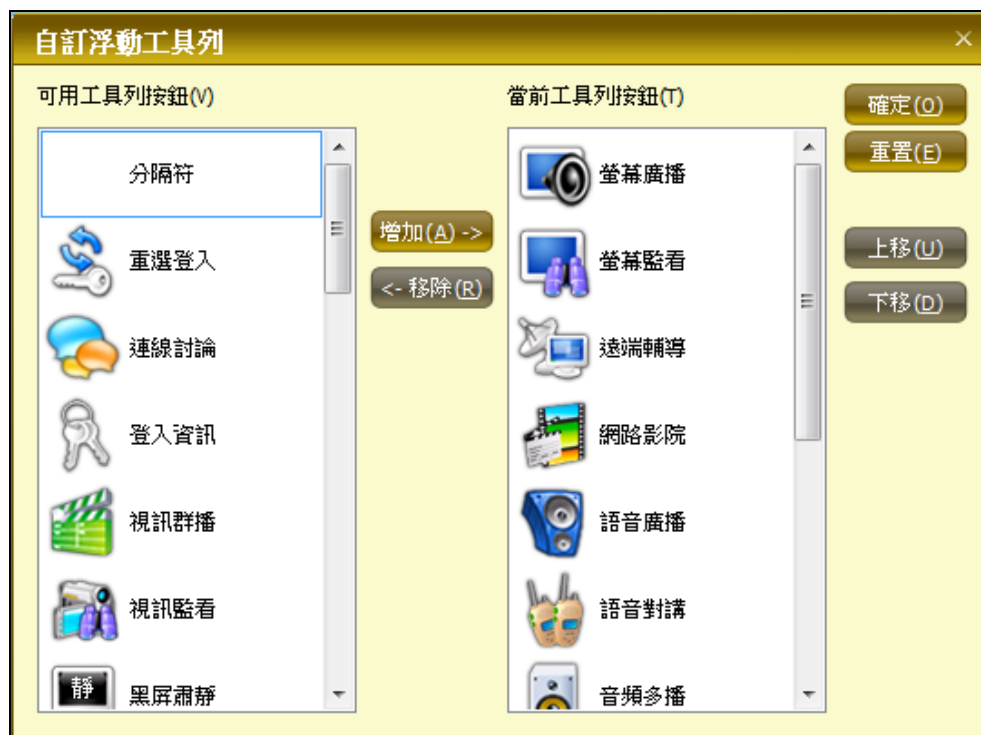 自訂浮動工具列
可用工具列按鈕(V)
分隔符
重選登入
連線討論
登入資訊
視訊群播
視訊監看
靜
黑屏肅靜
增加(A) ->
<- 移除(R)
當前工具列按鈕(T)
螢幕廣播
螢幕監看
遠端輔導
網路影院
語音廣播
語音對講
音頻多播
確定(O)
重置(E)
上移(U)
下移(D)